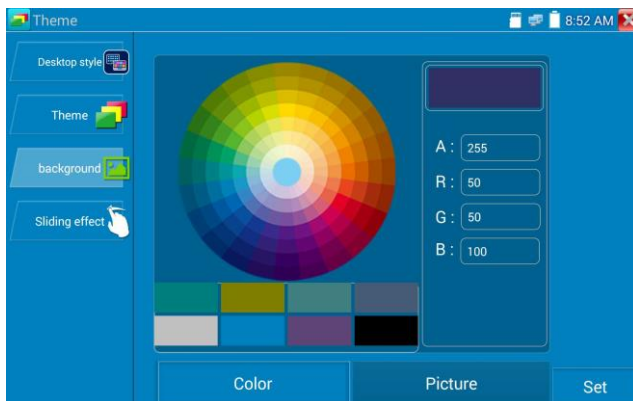 Theme
8:52 AM
Desktop style
Theme
background
Sliding effect
A : 255
R : 50
G : 50
B : 100
Color
Picture
Set